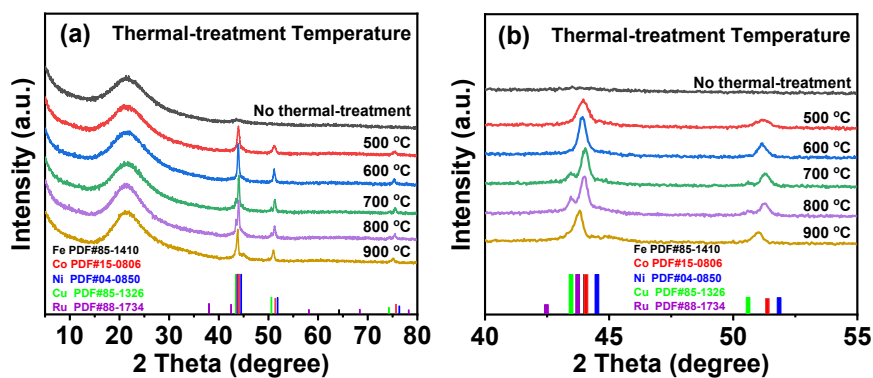 (a) Thermal-treatment Temperature
Intensity (a.u.)
No thermal-treatment
500 °C
600 °C
700 °C
800 °C
900 °C
Fe PDF#85-1410
Co PDF#15-0806
Ni PDF#04-0850
Cu PDF#85-1326
Ru PDF#88-1734
10 20 30 40 50 60 70 80
2 Theta (degree)
(b) Thermal-treatment Temperature
Intensity (a.u.)
No thermal-treatment
500 °C
600 °C
700 °C
800 °C
900 °C
Fe PDF#85-1410
Co PDF#15-0806
Ni PDF#04-0850
Cu PDF#85-1326
Ru PDF#88-1734
40 45 50 55
2 Theta (degree)